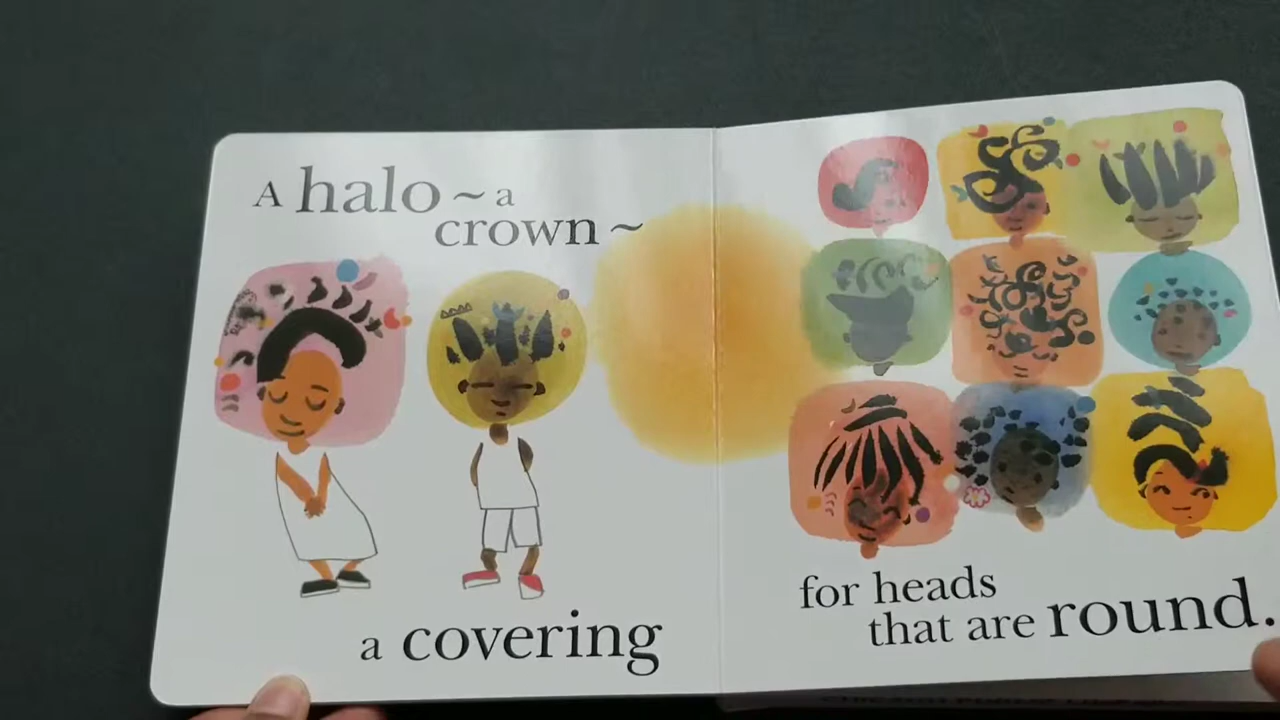 A halo ~ a
crown ~
a covering
for heads
that are round.